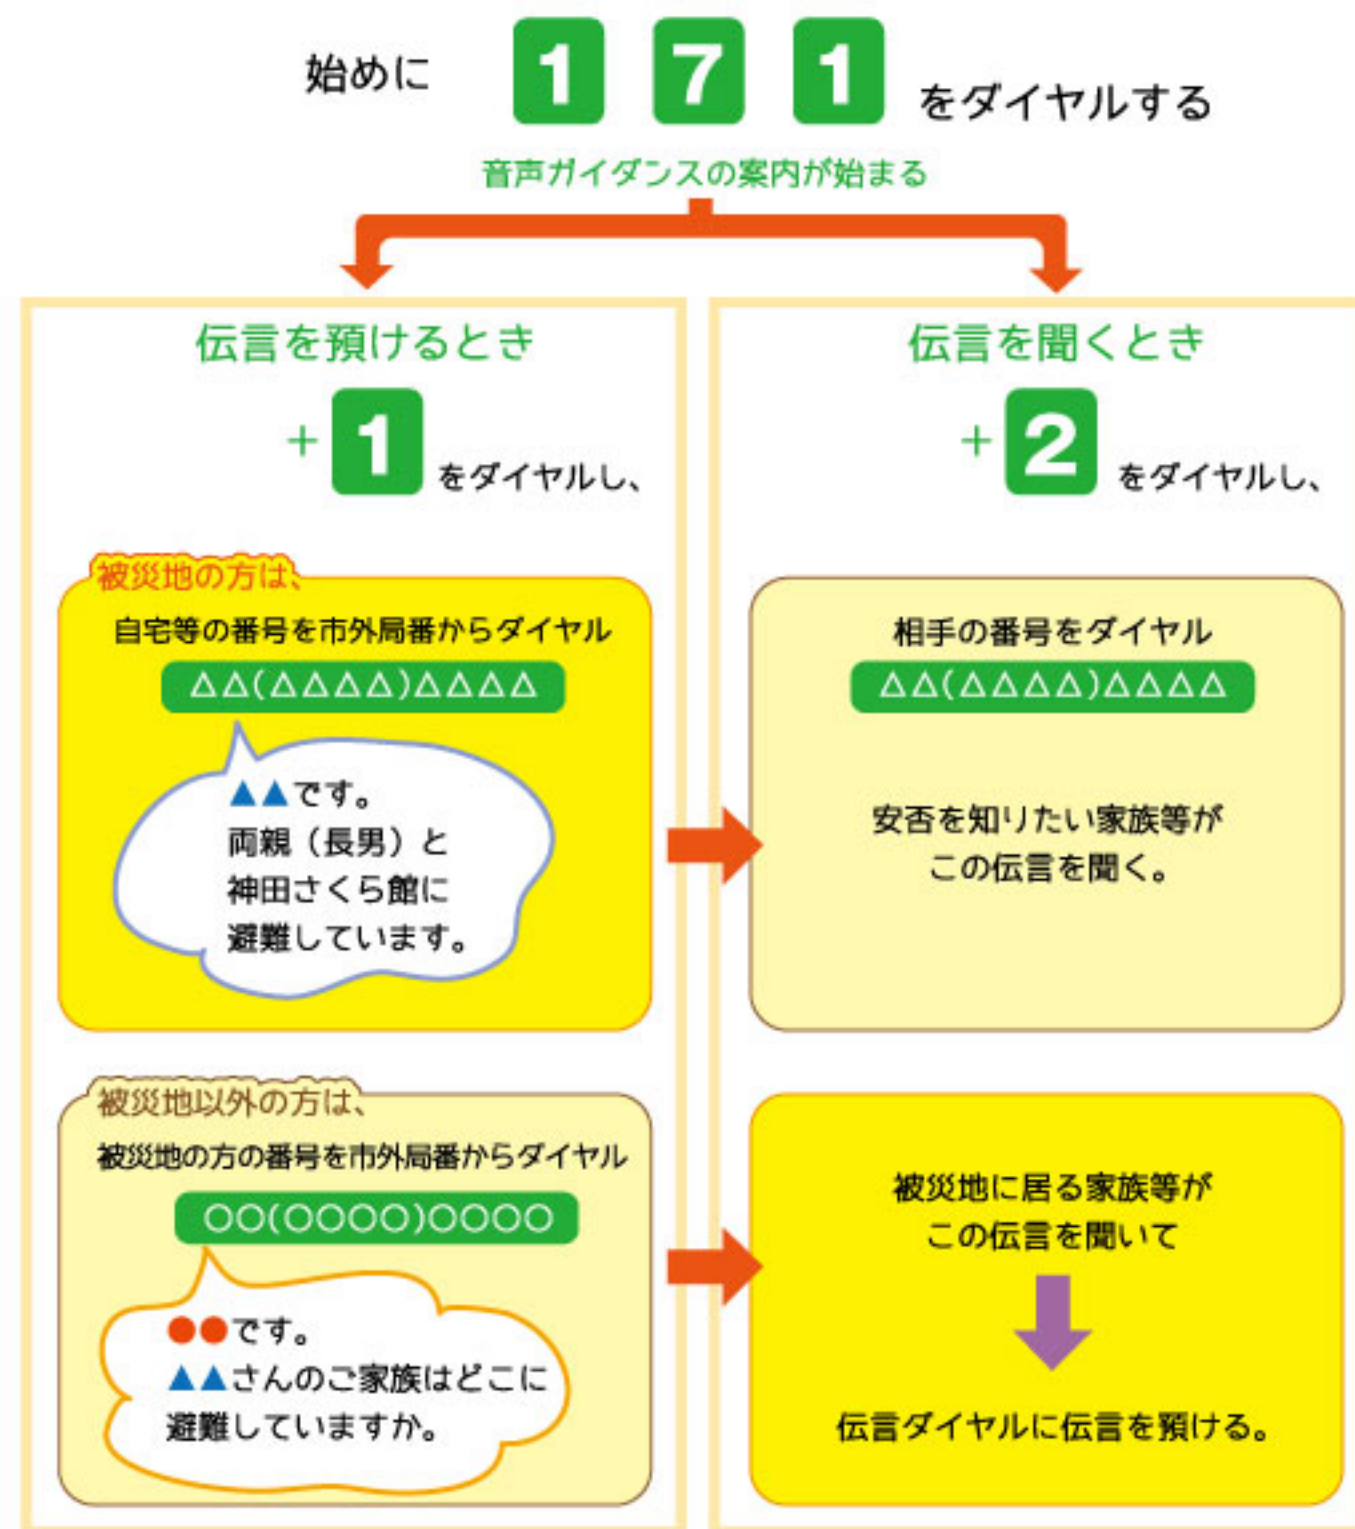 始めに 1 7 1 をダイヤルする
音声ガイダンスの案内が始まる
伝言を預けるとき
+1をダイヤルし、
被災地の方は、
自宅等の番号を市外局番からダイヤル
△△(△△△△)△△△△
▲▲です。
両親（長男）と
神田さくら館に
避難しています。
被災地以外の方は、
被災地の方の番号を市外局番からダイヤル
○○(○○○○)○○○○
●●です。
▲▲さんのご家族はどこに
避難していますか。
伝言を聞くとき
+2をダイヤルし、
相手の番号をダイヤル
△△(△△△△)△△△△
安否を知りたい家族等が
この伝言を聞く。
被災地に居る家族等が
この伝言を聞いて
伝言ダイヤルに伝言を預ける。